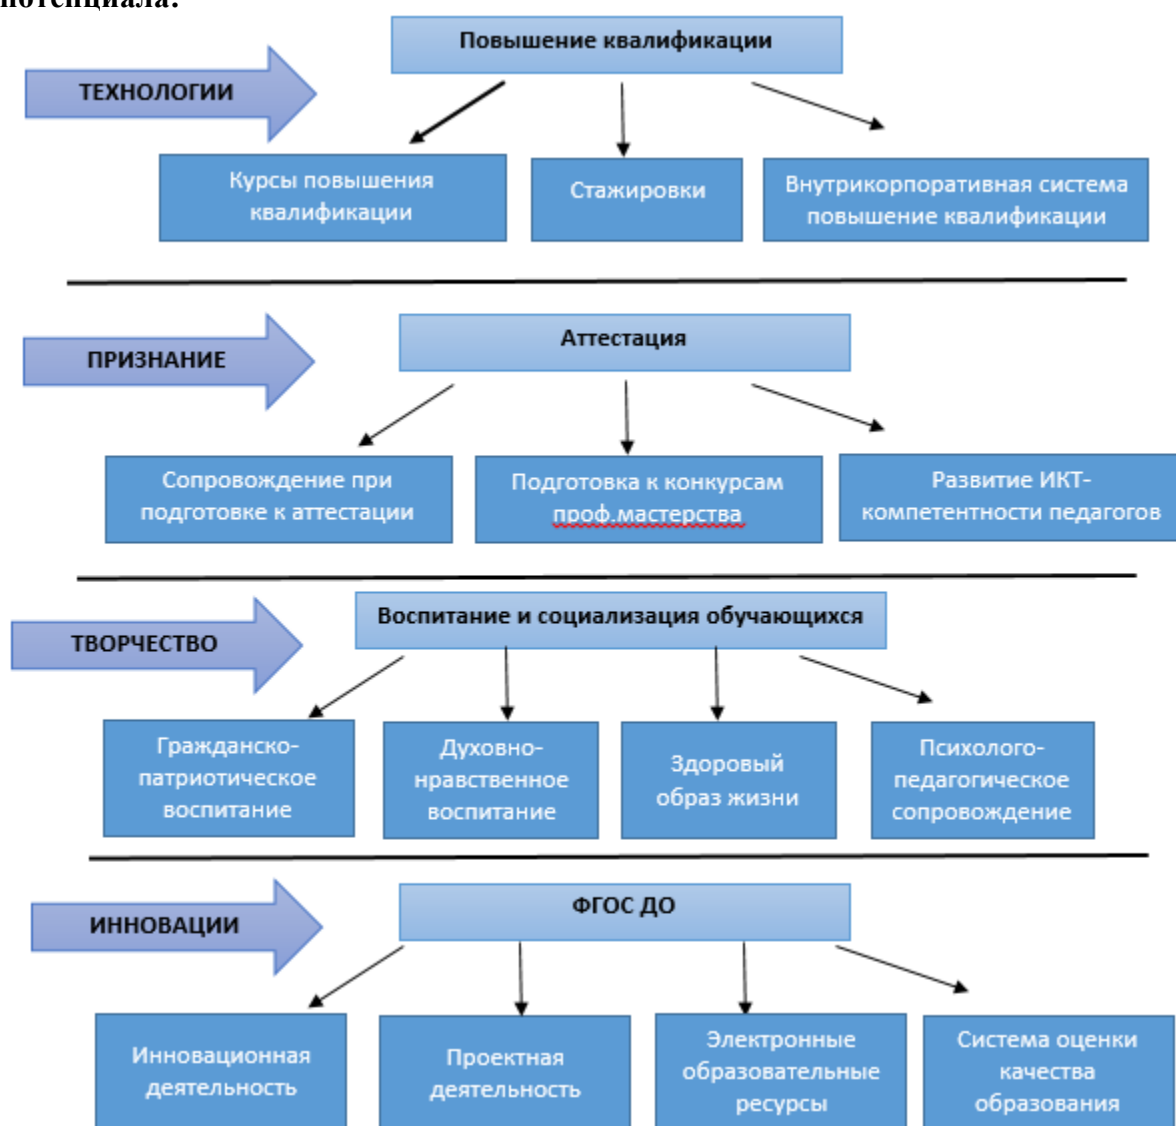 потенциала:
Повышение квалификации
ТЕХНОЛОГИИ
Курсы повышения
квалификации
Стажировки
Внутрикорпоративная система
повышение квалификации
Аттестация
ПРИЗНАНИЕ
Сопровождение при
подготовке к аттестации
Подготовка к конкурсам
проф.мастерства
Развитие ИКТ-
компетентности педагогов
Воспитание и социализация обучающихся
ТВОРЧЕСТВО
Гражданско-
патриотическое
воспитание
Духовно-
нравственное
воспитание
Здоровый
образ жизни
Психолого-
педагогическое
сопровождение
ФГОС ДО
ИННОВАЦИИ
Инновационная
деятельность
Проектная
деятельность
Электронные
образовательные
ресурсы
Система оценки
качества
образования